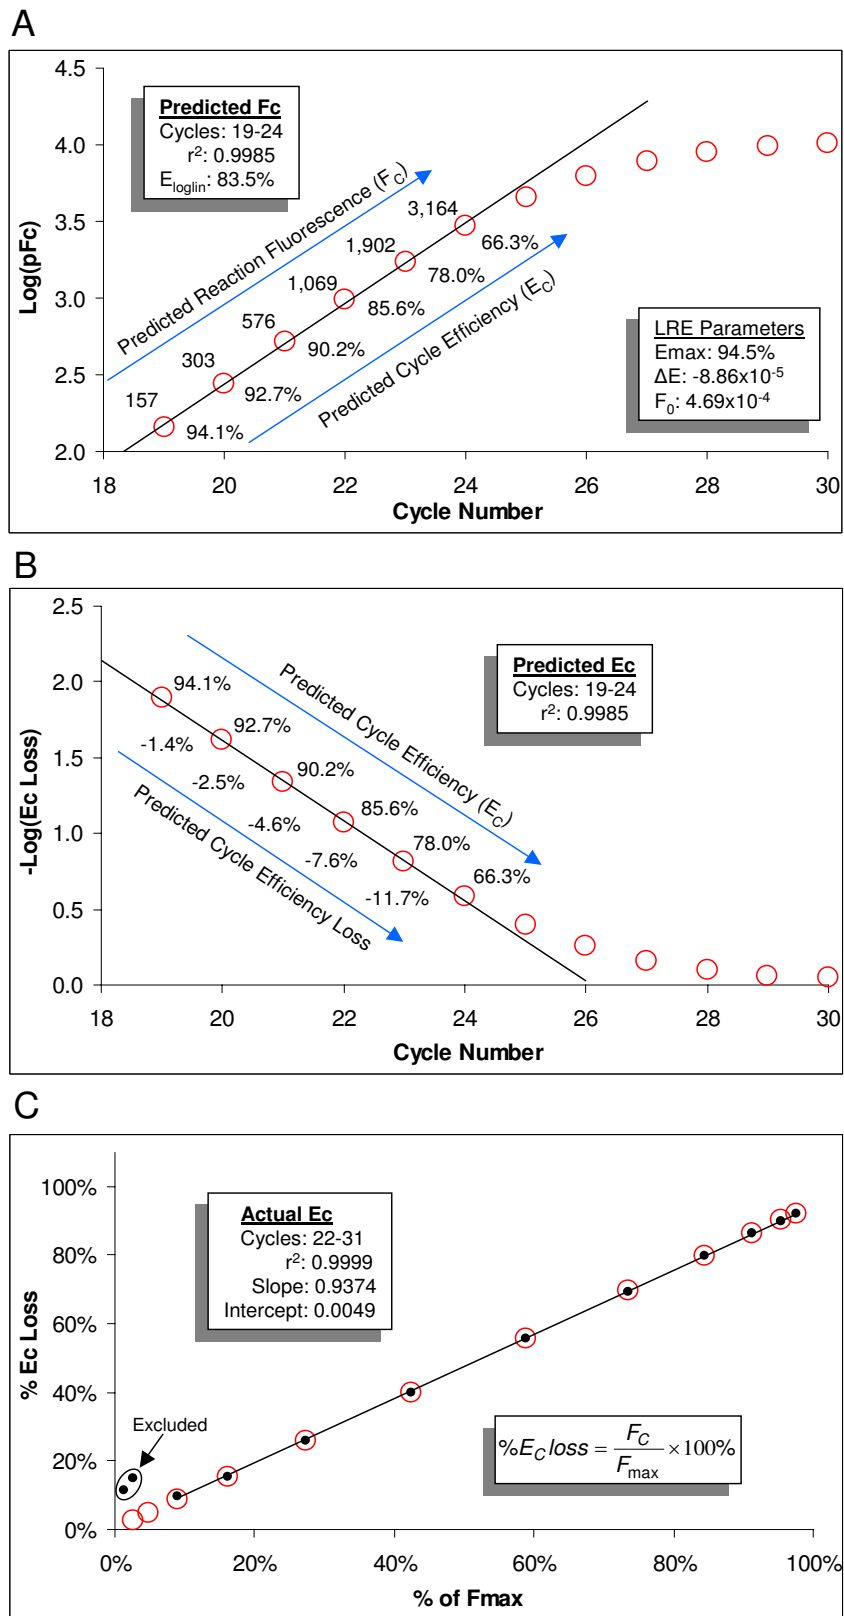 A
Log(pFc)
4.5
4.0
3.5
3.0
2.5
2.0
Predicted Fc
Cycles: 19-24
r²: 0.9985
E_loglin: 83.5%
Predicted Reaction Fluorescence (F_C)
3,164
1,902
1,069
576
303
157
66.3%
78.0%
85.6%
90.2%
92.7%
94.1%
Predicted Cycle Efficiency (E_C)
LRE Parameters
Emax: 94.5%
ΔE: -8.86x10⁻⁵
F₀: 4.69x10⁻⁴
18 20 22 24 26 28 30
Cycle Number
B
-Log(Ec Loss)
2.5
2.0
1.5
1.0
0.5
0.0
Predicted Ec
Cycles: 19-24
r²: 0.9985
Predicted Cycle Efficiency (E_C)
94.1%
92.7%
90.2%
85.6%
78.0%
66.3%
-1.4%
-2.5%
-4.6%
-7.6%
-11.7%
Predicted Cycle Efficiency Loss
18 20 22 24 26 28 30
Cycle Number
C
% Ec Loss
100%
80%
60%
40%
20%
0%
Actual Ec
Cycles: 22-31
r²: 0.9999
Slope: 0.9374
Intercept: 0.0049
Excluded
%E_C loss = F_C / F_max × 100%
0% 20% 40% 60% 80% 100%
% of Fmax